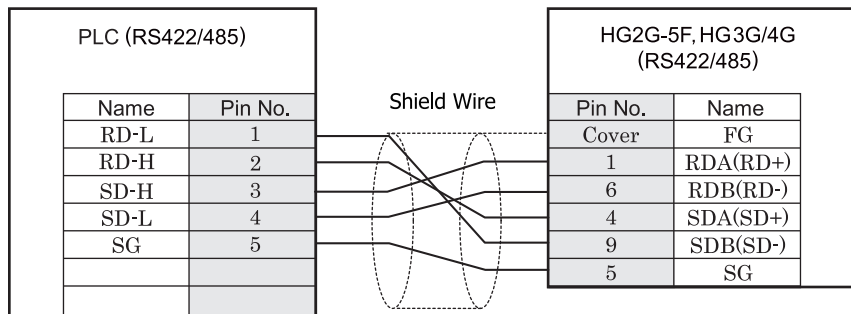 PLC (RS422/485)
Name Pin No.
RD-L 1
RD-H 2
SD-H 3
SD-L 4
SG 5
Shield Wire
HG2G-5F, HG3G/4G
(RS422/485)
Pin No. Name
Cover FG
1 RDA(RD+)
6 RDB(RD-)
4 SDA(SD+)
9 SDB(SD-)
5 SG